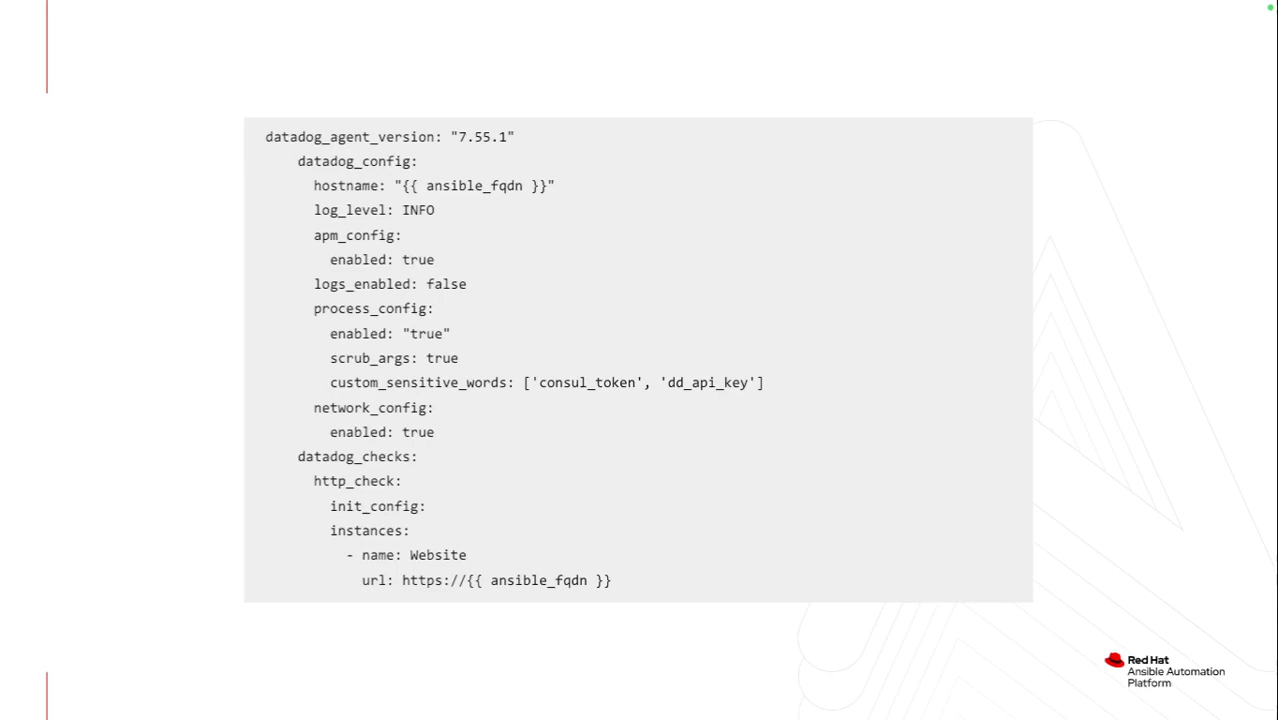 datadog_agent_version: "7.55.1"
    datadog_config:
      hostname: "{{ ansible_fqdn }}"
      log_level: INFO
      apm_config:
        enabled: true
      logs_enabled: false
      process_config:
        enabled: "true"
        scrub_args: true
        custom_sensitive_words: ['consul_token', 'dd_api_key']
      network_config:
        enabled: true
    datadog_checks:
      http_check:
        init_config:
        instances:
          - name: Website
            url: https://{{ ansible_fqdn }}
Red Hat
Ansible Automation
Platform